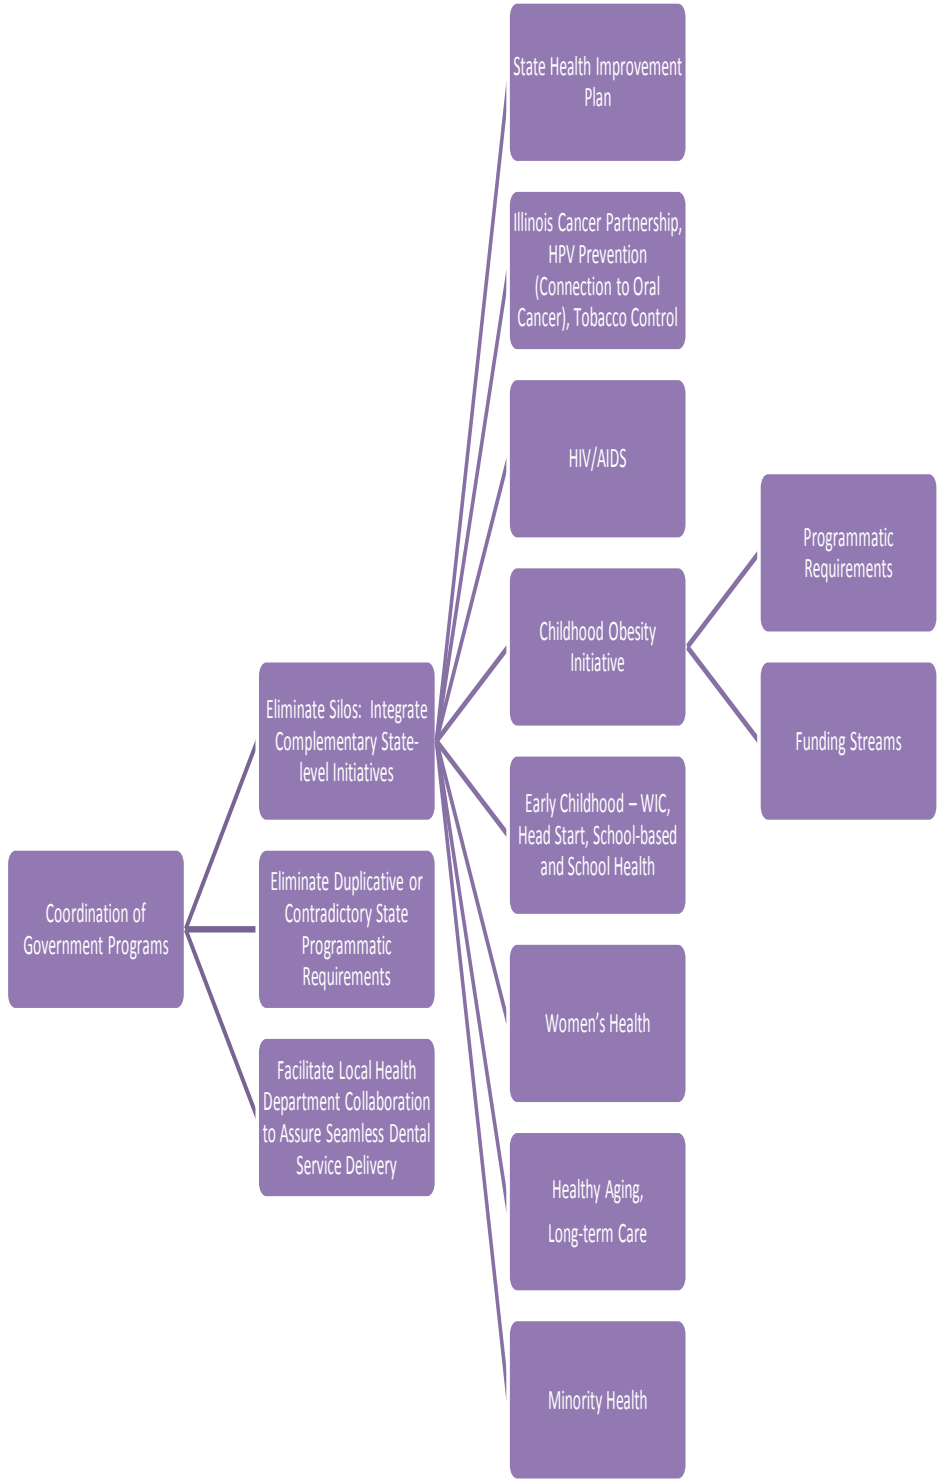 Coordination of
Government Programs
Eliminate Silos:  Integrate
Complementary State-
level Initiatives
Eliminate Duplicative or
Contradictory State
Programmatic
Requirements
Facilitate Local Health
Department Collaboration
to Assure Seamless Dental
Service Delivery
State Health Improvement
Plan
Illinois Cancer Partnership,
HPV Prevention
(Connection to Oral
Cancer), Tobacco Control
HIV/AIDS
Childhood Obesity
Initiative
Early Childhood – WIC,
Head Start, School-based
and School Health
Women’s Health
Healthy Aging,
Long-term Care
Minority Health
Programmatic
Requirements
Funding Streams